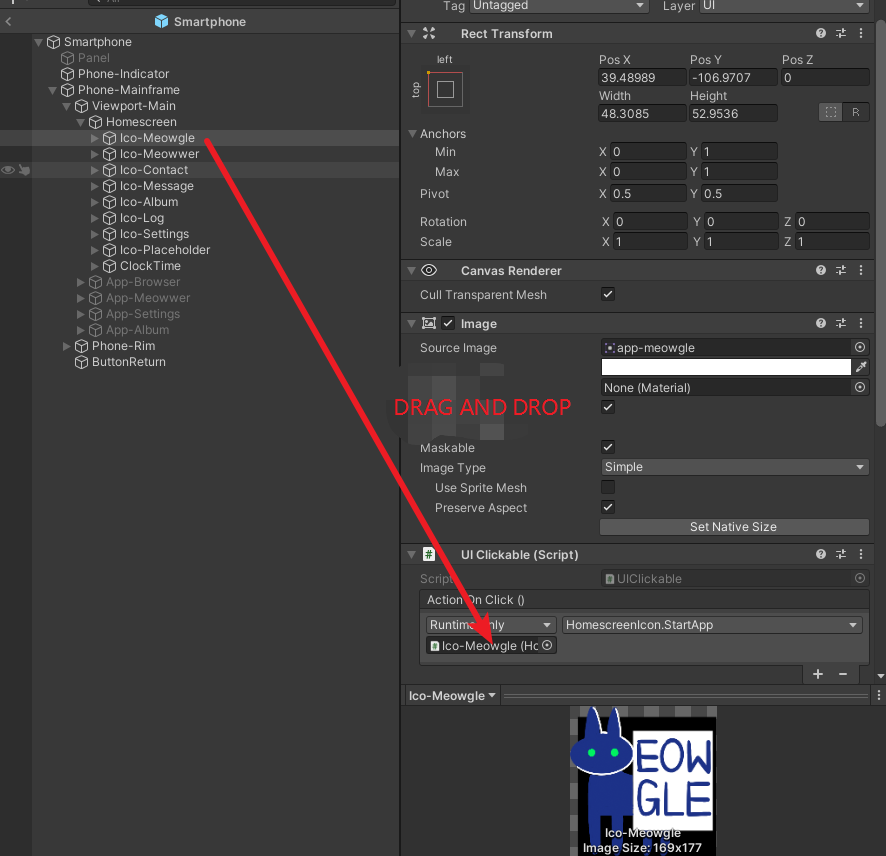 Tag Untagged Layer UI
Smartphone
Smartphone
Panel
Phone-Indicator
Phone-Mainframe
Viewport-Main
Homescreen
Ico-Meowgle
Ico-Meowwer
Ico-Contact
Ico-Message
Ico-Album
Ico-Log
Ico-Settings
Ico-Placeholder
ClockTime
App-Browser
App-Meowwer
App-Settings
App-Album
Phone-Rim
ButtonReturn
Rect Transform
left
top
Pos X Pos Y Pos Z
39.48989 -106.9707 0
Width Height
48.3085 52.9536
R
Anchors
Min X 0 Y 1
Max X 0 Y 1
Pivot X 0.5 Y 0.5
Rotation X 0 Y 0 Z 0
Scale X 1 Y 1 Z 1
Canvas Renderer
Cull Transparent Mesh
Image
Source Image app-meowgle
None (Material)
DRAG AND DROP
Maskable
Image Type Simple
Use Sprite Mesh
Preserve Aspect
Set Native Size
# UI Clickable (Script)
Script UIClickable
Action On Click ()
Runtime Only HomescreenIcon.StartApp
Ico-Meowgle (Ho
+ −
Ico-Meowgle
EOW
GLE
Ico-Meowgle
Image Size: 169x177